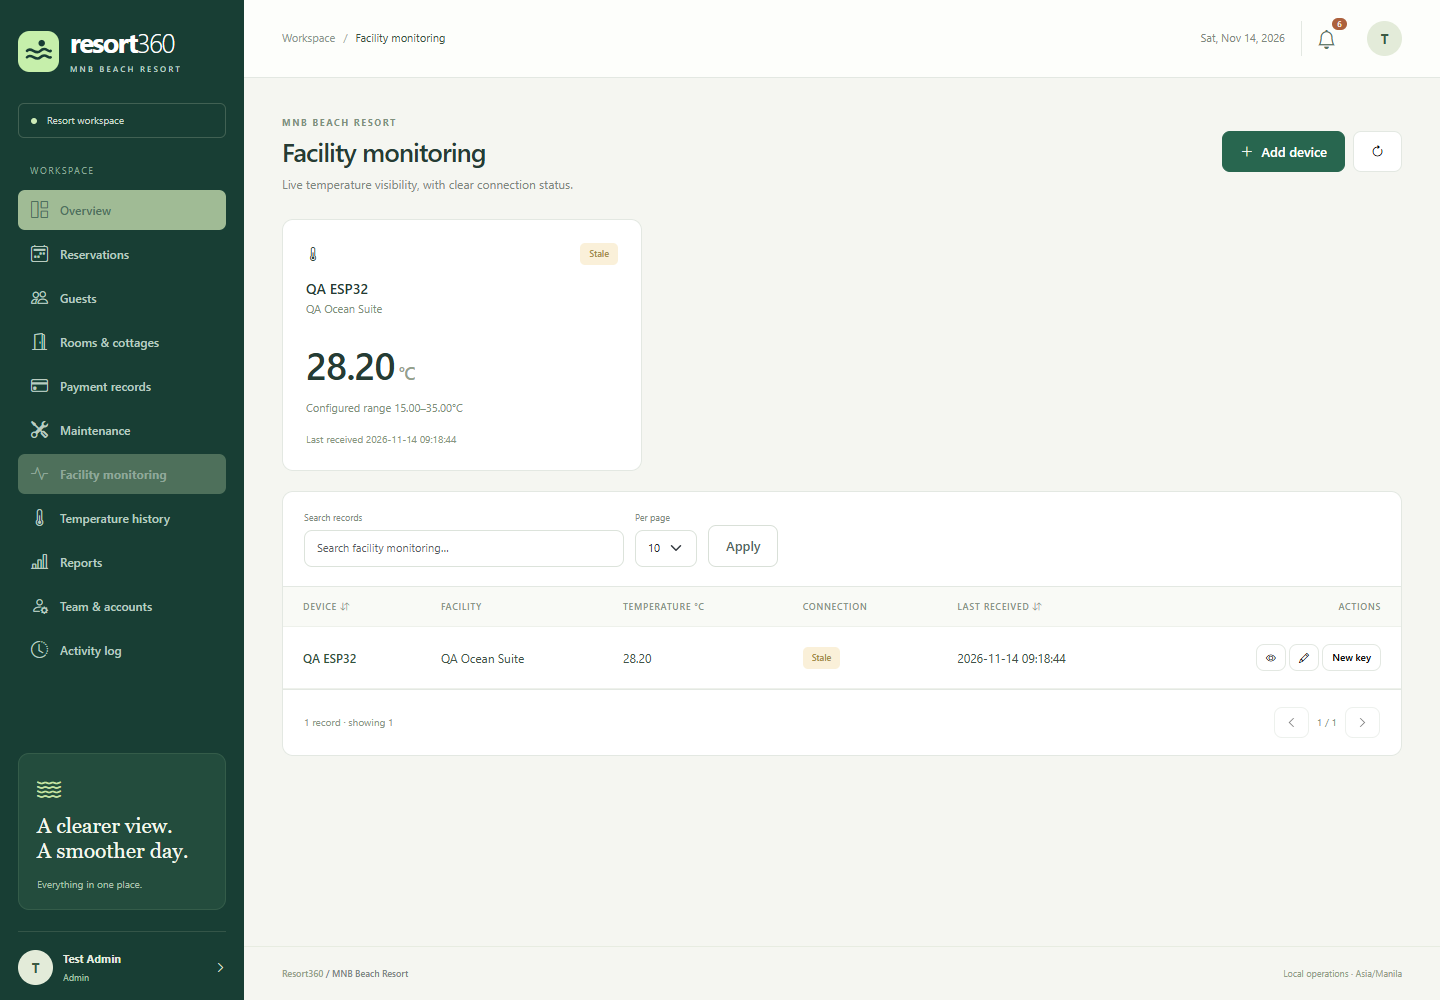 resort360
MNB BEACH RESORT
Resort workspace
WORKSPACE
Overview
Reservations
Guests
Rooms & cottages
Payment records
Maintenance
Facility monitoring
Temperature history
Reports
Team & accounts
Activity log
A clearer view.
A smoother day.
Everything in one place.
T
Test Admin
Admin
Workspace / Facility monitoring
Sat, Nov 14, 2026
6
T
MNB BEACH RESORT
Facility monitoring
Live temperature visibility, with clear connection status.
+ Add device
Stale
QA ESP32
QA Ocean Suite
28.20 °C
Configured range 15.00–35.00°C
Last received 2026-11-14 09:18:44
Search records
Per page
Search facility monitoring...
10
Apply
DEVICE FACILITY TEMPERATURE °C CONNECTION LAST RECEIVED ACTIONS
QA ESP32 QA Ocean Suite 28.20 Stale 2026-11-14 09:18:44 New key
1 record · showing 1
1 / 1
Resort360 / MNB Beach Resort
Local operations · Asia/Manila